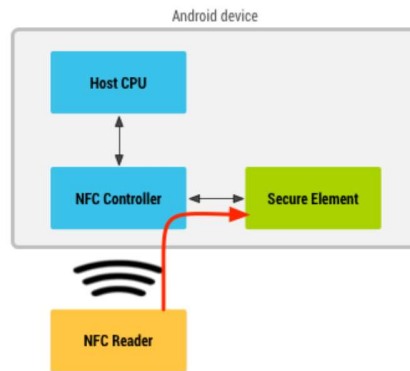 Android device
Host CPU
NFC Controller
Secure Element
NFC Reader